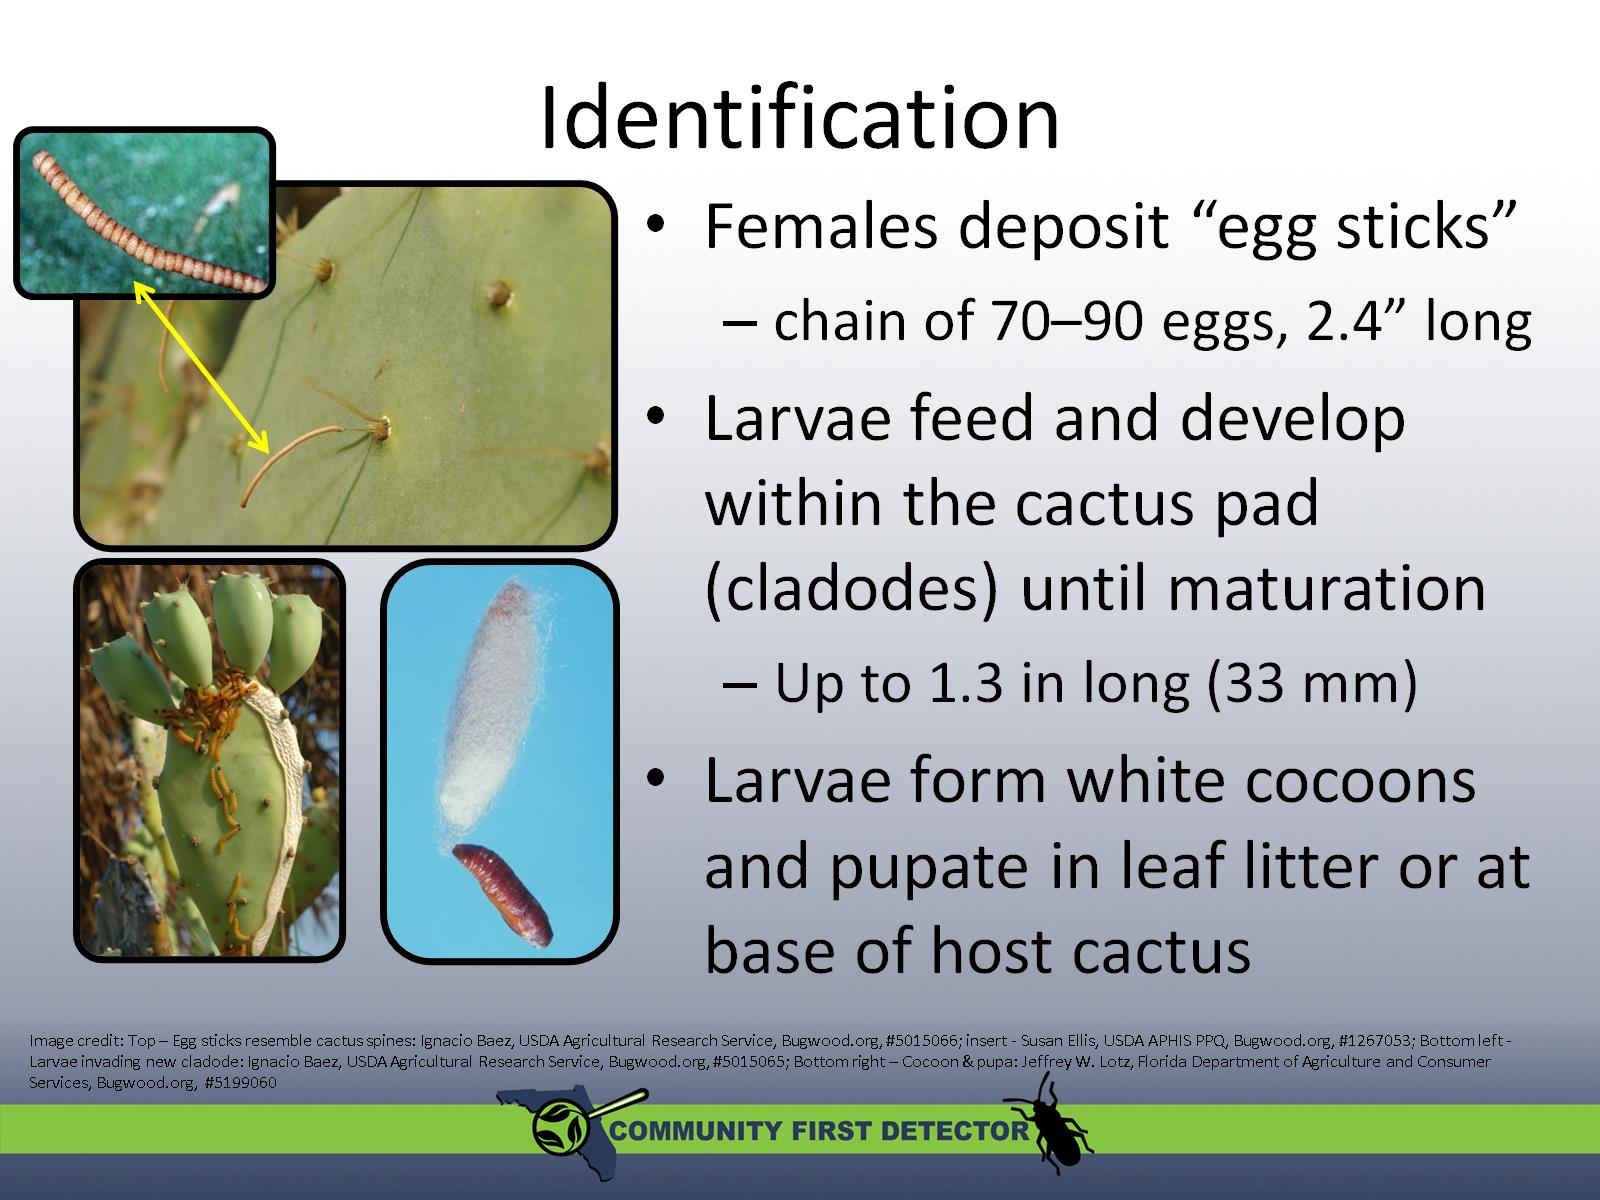 Identification
• Females deposit “egg sticks”
– chain of 70–90 eggs, 2.4” long
• Larvae feed and develop
within the cactus pad
(cladodes) until maturation
– Up to 1.3 in long (33 mm)
• Larvae form white cocoons
and pupate in leaf litter or at
base of host cactus
Image credit: Top – Egg sticks resemble cactus spines: Ignacio Baez, USDA Agricultural Research Service, Bugwood.org, #5015066; insert - Susan Ellis, USDA APHIS PPQ, Bugwood.org, #1267053; Bottom left -
Larvae invading new cladode: Ignacio Baez, USDA Agricultural Research Service, Bugwood.org, #5015065; Bottom right – Cocoon & pupa: Jeffrey W. Lotz, Florida Department of Agriculture and Consumer
Services, Bugwood.org, #5199060
COMMUNITY FIRST DETECTOR